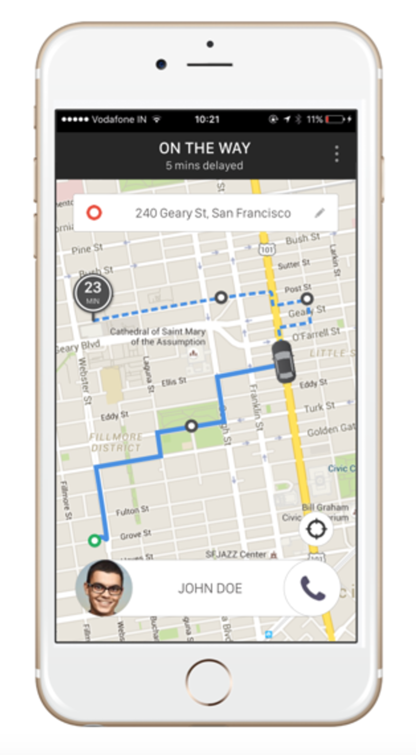 Vodafone IN 10:21 11%
ON THE WAY
5 mins delayed
240 Geary St, San Francisco
Pine St
Bush St
101
Bush St
Sutter St
Larkin St
23
MIN
Post St
Geary St
Cathedral of Saint Mary
of the Assumption
O'Farrell St
Geary Blvd
LITTLE S
Webster St
Laguna St
Ellis St
Eddy St
Franklin St
Eddy St
Turk St
Golden Gat
FILLMORE
DISTRICT
Civic C
Fillmore St
Fulton St
Bill Graham
Grove St
SFJAZZ Center
101
JOHN DOE